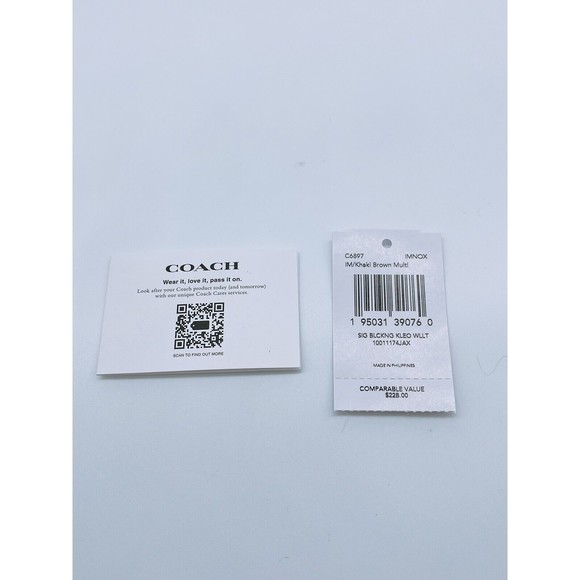 COACH
Wear it, love it, pass it on.
Look after your Coach product today (and tomorrow)
with our unique Coach Cares services.
SCAN TO FIND OUT MORE
C6897 IMNOX
IM/Khaki Brown Multi
1 95031 39076 0
SIG BLCKNG KLEO WLLT
10011174JAX
MADE IN PHILIPPINES
COMPARABLE VALUE
$228.00